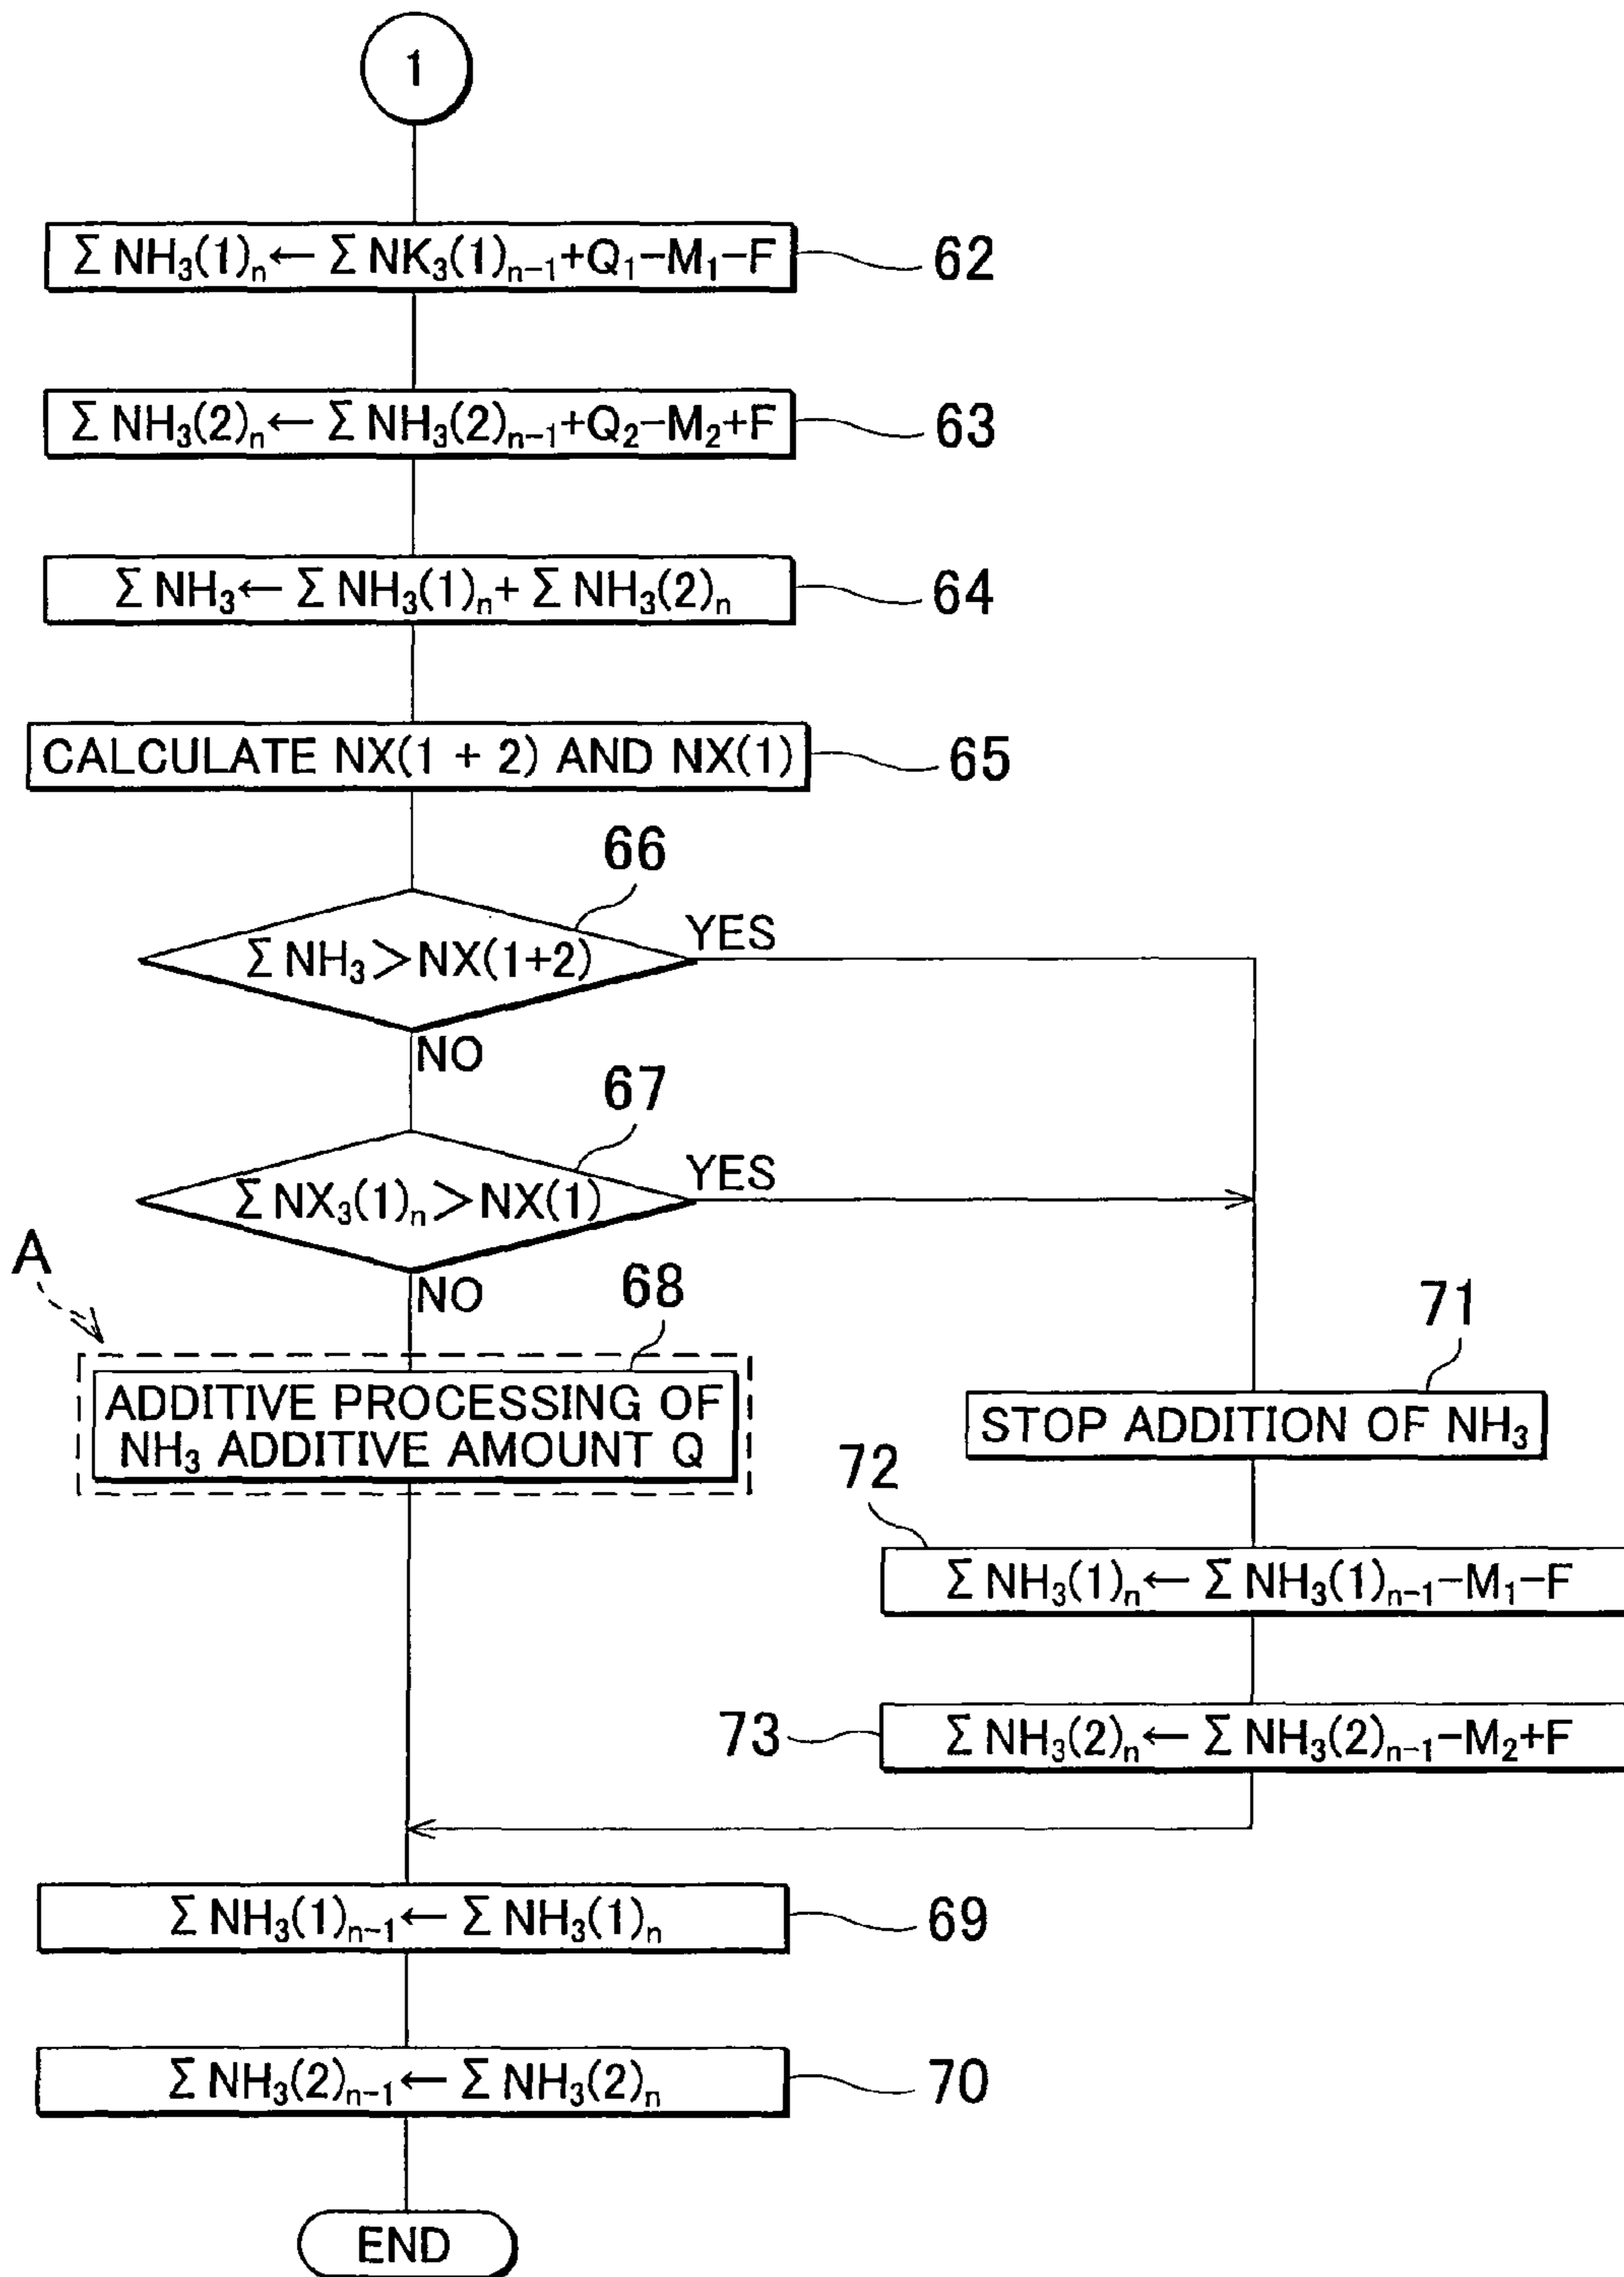 1
Σ NH₃(1)ₙ← Σ NK₃(1)ₙ₋₁+Q₁−M₁−F
62
Σ NH₃(2)ₙ← Σ NH₃(2)ₙ₋₁+Q₂−M₂+F
63
Σ NH₃← Σ NH₃(1)ₙ+ Σ NH₃(2)ₙ
64
CALCULATE NX(1 + 2) AND NX(1)
65
66
Σ NH₃>NX(1+2)
YES
NO
67
Σ NX₃(1)ₙ>NX(1)
YES
NO
A
68
ADDITIVE PROCESSING OF
NH₃ ADDITIVE AMOUNT Q
71
STOP ADDITION OF NH₃
72
Σ NH₃(1)ₙ← Σ NH₃(1)ₙ₋₁−M₁−F
73
Σ NH₃(2)ₙ← Σ NH₃(2)ₙ₋₁−M₂+F
Σ NH₃(1)ₙ₋₁← Σ NH₃(1)ₙ
69
Σ NH₃(2)ₙ₋₁← Σ NH₃(2)ₙ
70
END